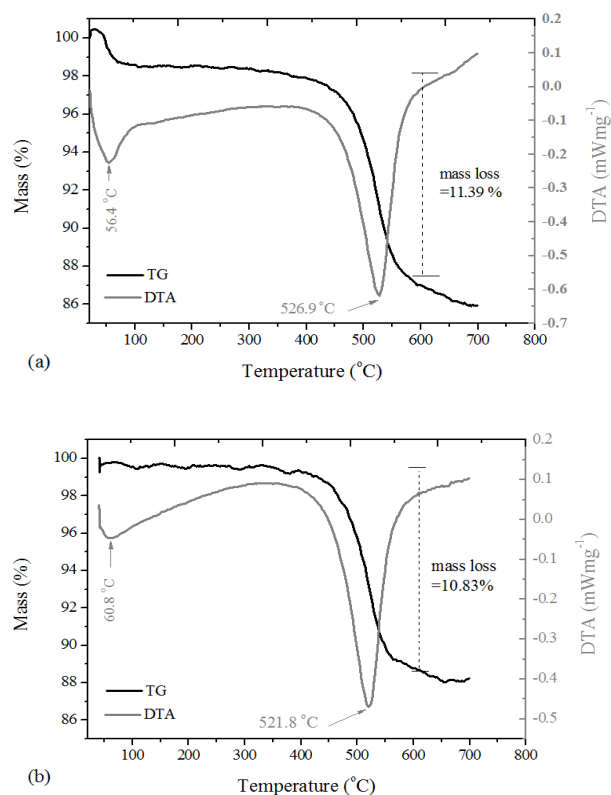 100
98
96
94
92
90
88
86
Mass (%)
0.2
0.1
0.0
-0.1
-0.2
-0.3
-0.4
-0.5
-0.6
-0.7
DTA (mWmg⁻¹)
56.4 °C
mass loss
=11.39 %
TG
DTA
526.9 °C
100 200 300 400 500 600 700 800
(a)
Temperature (°C)
100
98
96
94
92
90
88
86
Mass (%)
0.2
0.1
0.0
-0.1
-0.2
-0.3
-0.4
-0.5
DTA (mWmg⁻¹)
60.8 °C
mass loss
=10.83%
TG
DTA
521.8 °C
100 200 300 400 500 600 700 800
Temperature (°C)
(b)